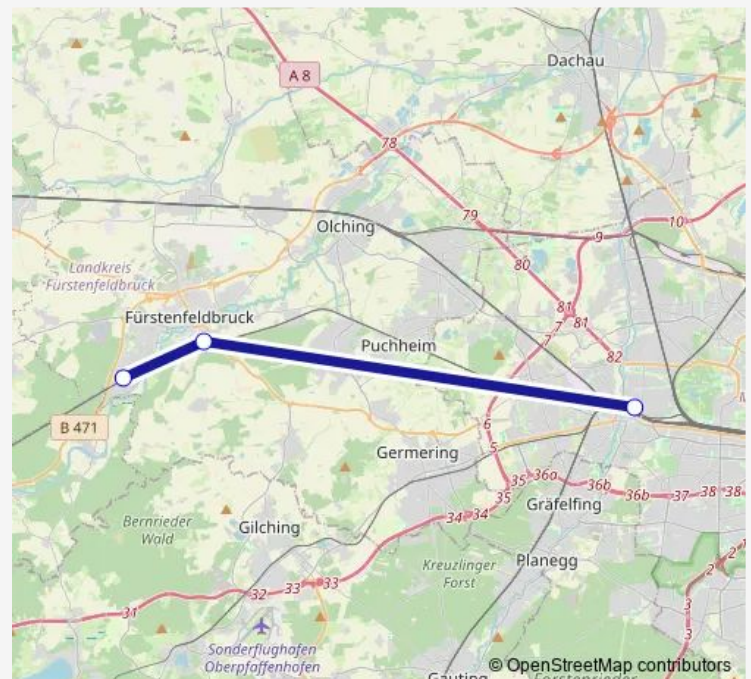 Dachau
A 8
78
79
10
9
Olching
80
Landkreis
Fürstenfeldbruck
81
81
Fürstenfeldbruck
82
Puchheim
B 471
6
Germering
5
36a
35
36b
35
36b
37
38
38
Gräfelfing
34
34
Bernrieder
Wald
Gilching
2
Kreuzlinger
Forst
Planegg
2
33
33
32
3
31
3
Sonderflughafen
Oberpfaffenhofen
© OpenStreetMap contributors
Gauting